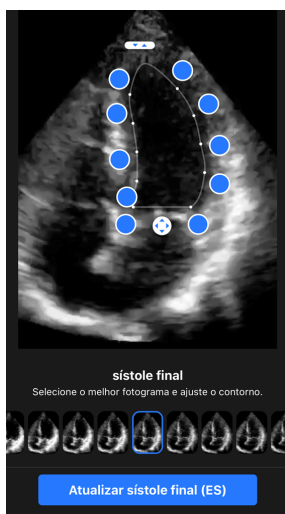 sístole final
Selecione o melhor fotograma e ajuste o contorno.
Atualizar sístole final (ES)